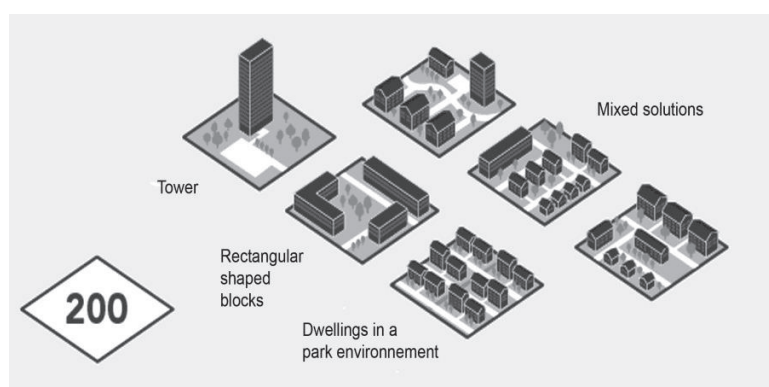 Mixed solutions
Tower
Rectangular
shaped
blocks
200
Dwellings in a
park environnement